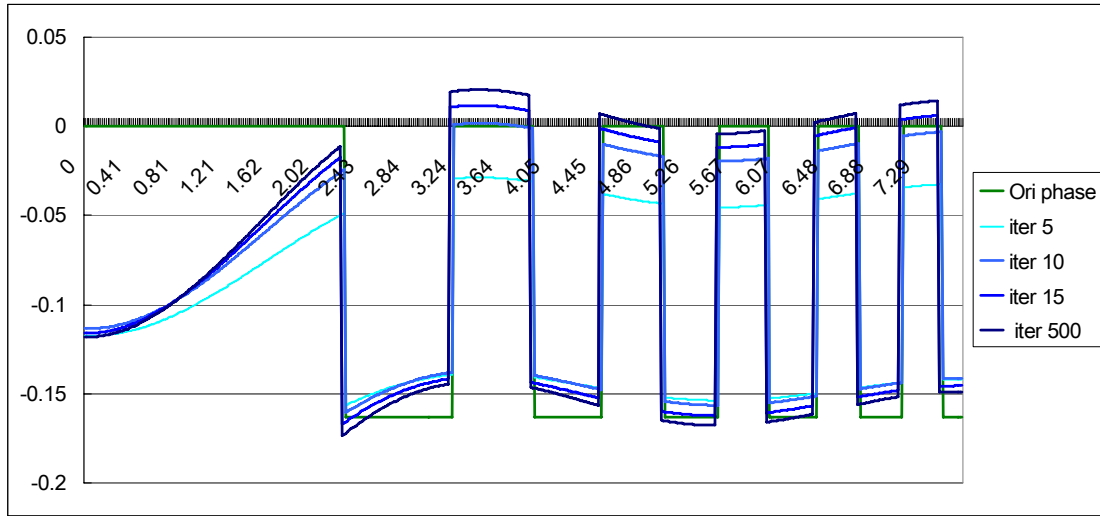 0.05
0
-0.05
-0.1
-0.15
-0.2
0 0.41 0.81 1.21 1.62 2.02 2.43 2.84 3.24 3.64 4.05 4.45 4.86 5.26 5.67 6.07 6.48 6.88 7.29
Ori phase
iter 5
iter 10
iter 15
iter 500